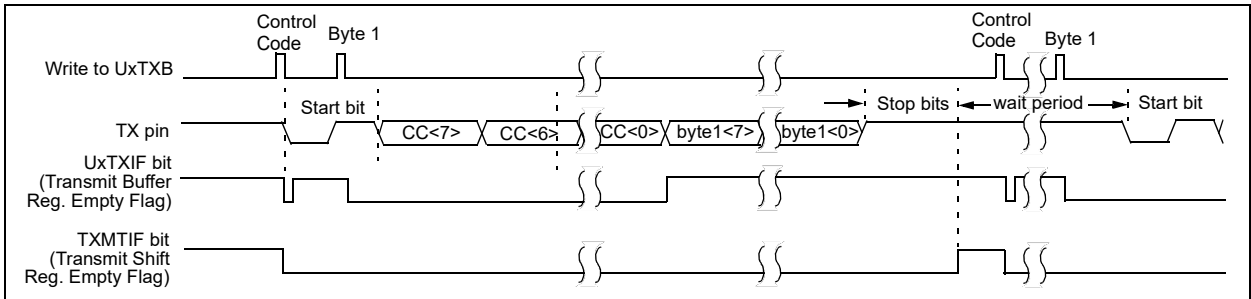 Control
Code
Byte 1
Control
Code
Byte 1
Write to UxTXB
Start bit
Stop bits
wait period
Start bit
TX pin
CC<7>
CC<6>
CC<0>
byte1<7>
byte1<0>
UxTXIF bit
(Transmit Buffer
Reg. Empty Flag)
TXMTIF bit
(Transmit Shift
Reg. Empty Flag)